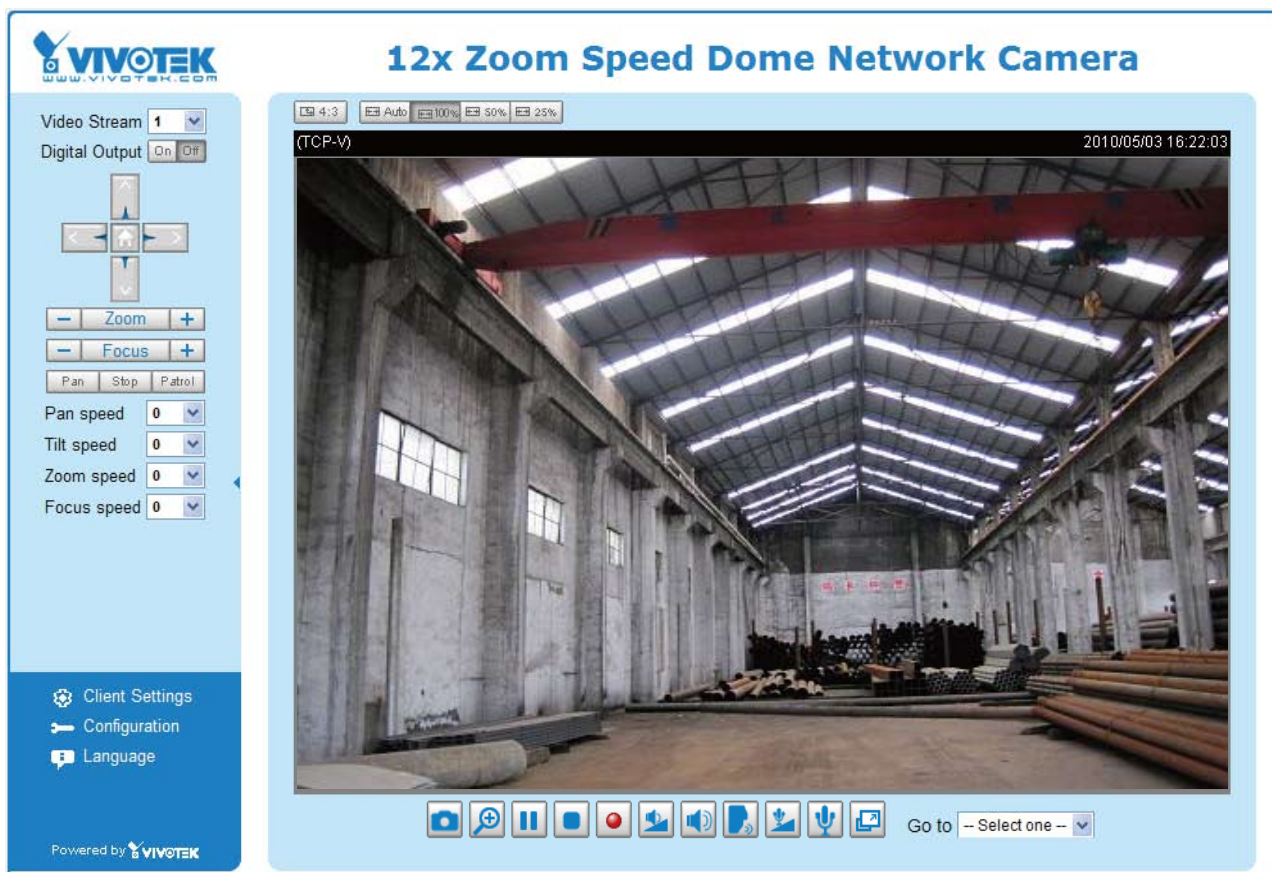 VIVOTEK
www.vivotek.com
12x Zoom Speed Dome Network Camera
Video Stream 1
Digital Output On Off
Zoom
Focus
Pan Stop Patrol
Pan speed 0
Tilt speed 0
Zoom speed 0
Focus speed 0
Client Settings
Configuration
Language
Powered by VIVOTEK
4:3 Auto 100% 50% 25%
(TCP-V) 2010/05/03 16:22:03
Go to -- Select one --